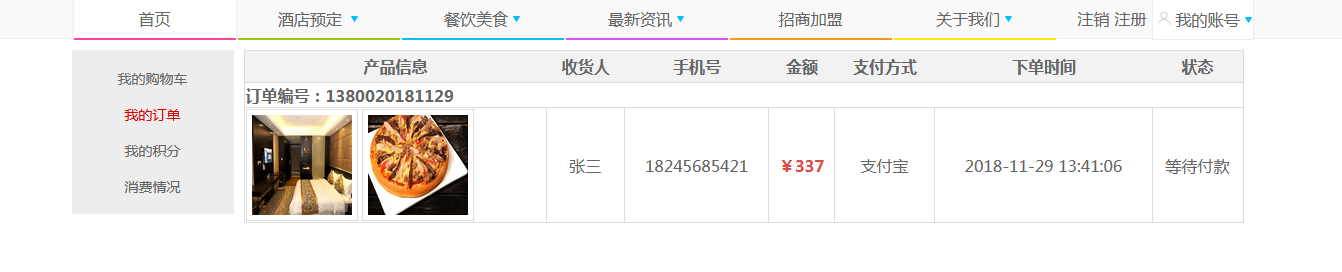 首页 酒店预定 餐饮美食 最新资讯 招商加盟 关于我们 注销 注册 我的账号
我的购物车
我的订单
我的积分
消费情况
产品信息 收货人 手机号 金额 支付方式 下单时间 状态
订单编号：1380020181129
张三 18245685421 ￥337 支付宝 2018-11-29 13:41:06 等待付款